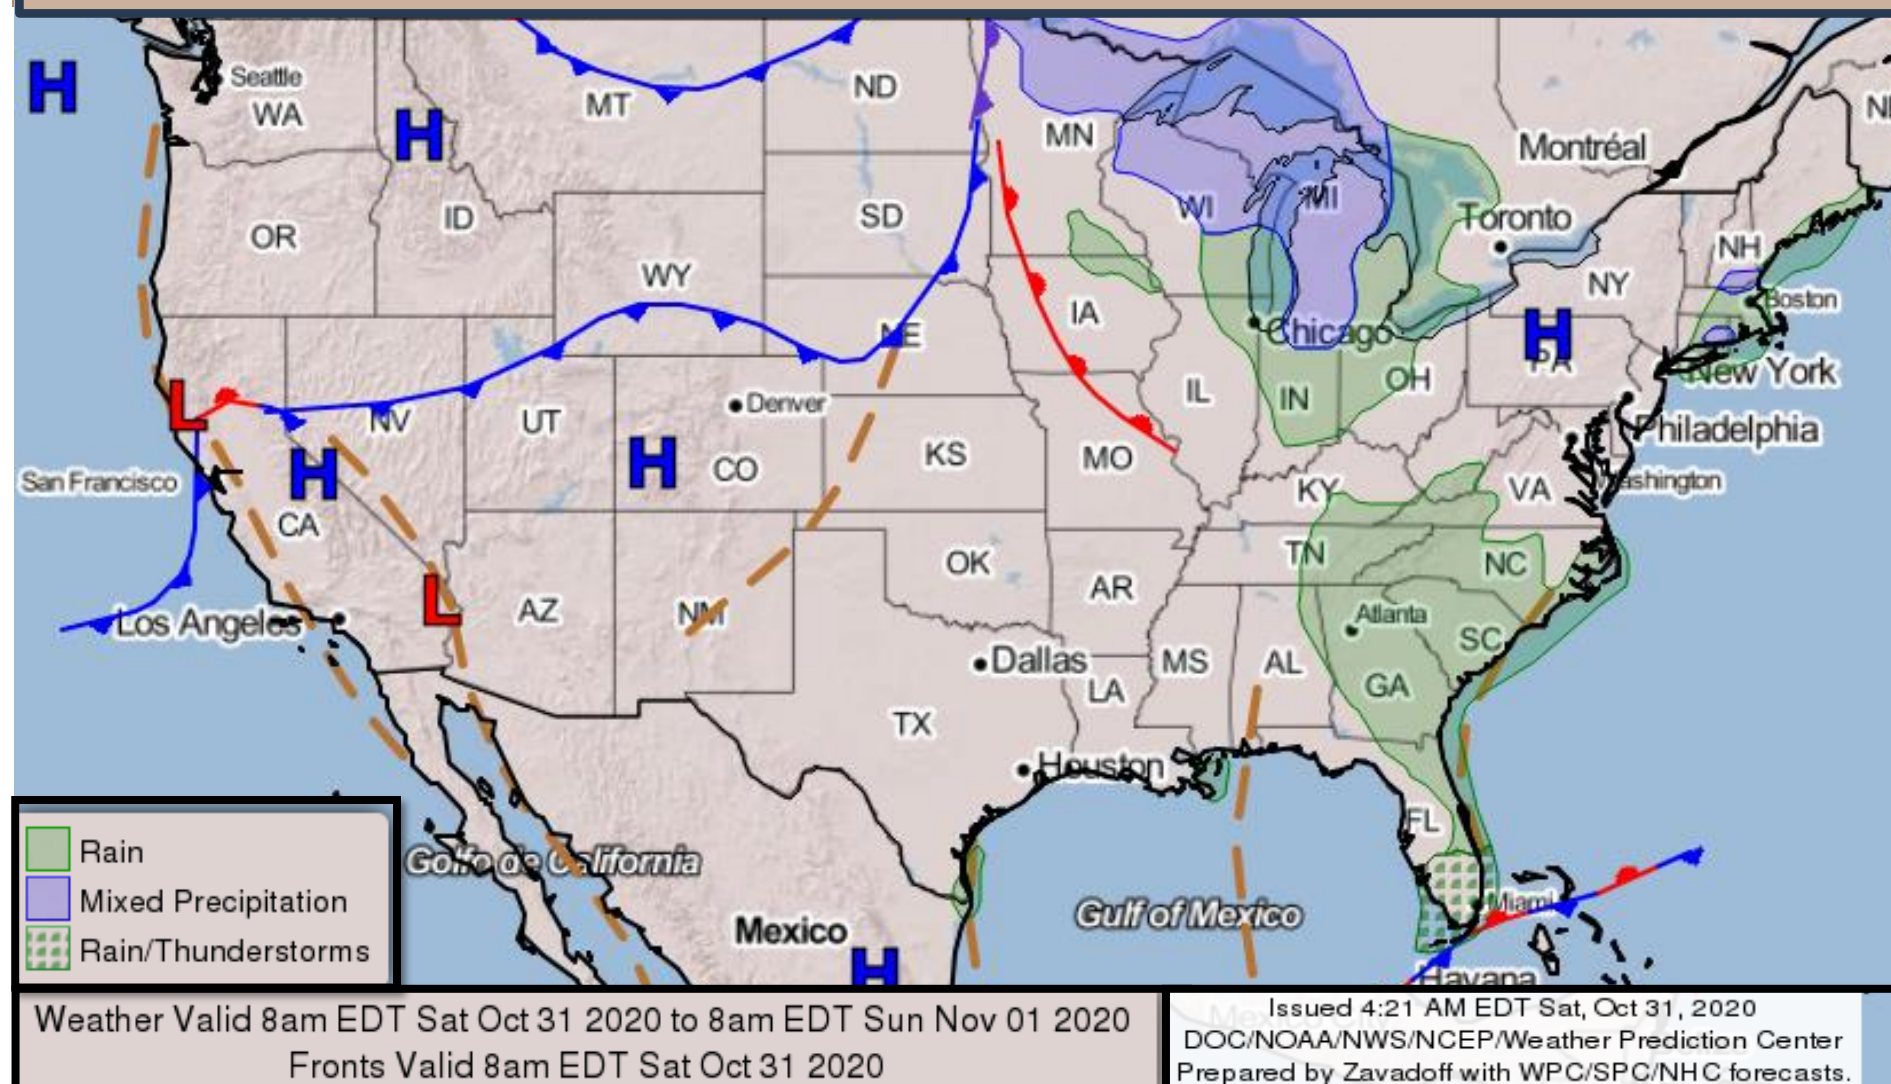 H
Seattle
WA
H
MT
ND
MN
Montréal
OR
ID
SD
WI
MI
Toronto
NH
WY
NY
IA
Boston
NE
Chicago
H
PA
L
NV
UT
Denver
IL
IN
OH
New York
San Francisco
H
CA
H
CO
KS
MO
KY
VA
Philadelphia
Washington
Los Angeles
L
AZ
NM
OK
AR
TN
NC
Atlanta
SC
Dallas
MS
AL
LA
GA
TX
Houston
FL
Golfo de California
Mexico
H
Gulf of Mexico
Miami
Havana
Rain
Mixed Precipitation
Rain/Thunderstorms
Weather Valid 8am EDT Sat Oct 31 2020 to 8am EDT Sun Nov 01 2020
Fronts Valid 8am EDT Sat Oct 31 2020
Issued 4:21 AM EDT Sat, Oct 31, 2020
DOC/NOAA/NWS/NCEP/Weather Prediction Center
Prepared by Zavadoff with WPC/SPC/NHC forecasts.